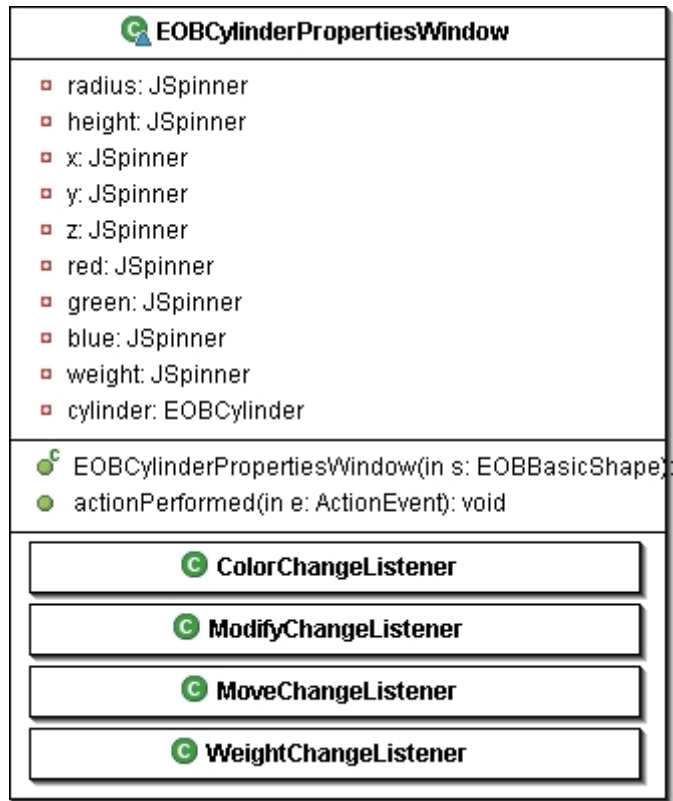 EOBCylinderPropertiesWindow
radius: JSpinner
height: JSpinner
x: JSpinner
y: JSpinner
z: JSpinner
red: JSpinner
green: JSpinner
blue: JSpinner
weight: JSpinner
cylinder: EOBCylinder
C EOBCylinderPropertiesWindow(in s: EOBBasicShape):
actionPerformed(in e: ActionEvent): void
C ColorChangeListener
C ModifyChangeListener
C MoveChangeListener
C WeightChangeListener